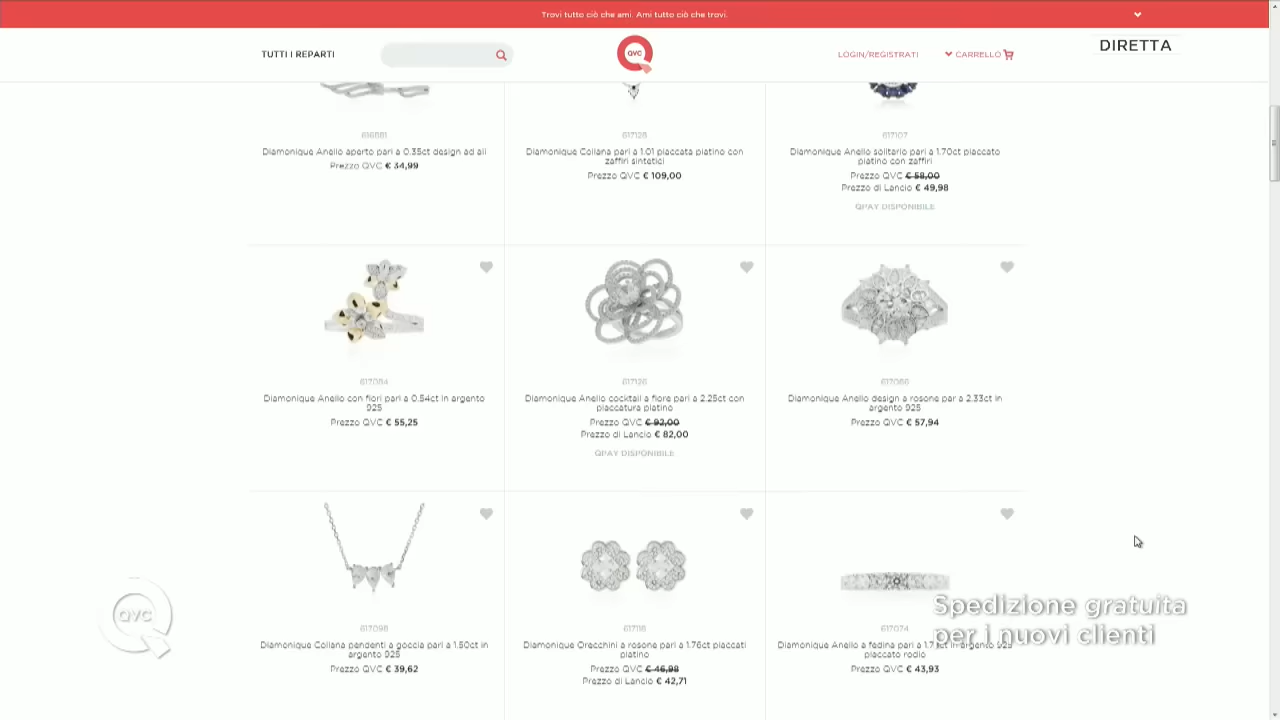 Trovi tutto ciò che ami. Ami tutto ciò che trovi.
TUTTI I REPARTI
QVC
LOGIN/REGISTRATI
CARRELLO
DIRETTA
616581
Diamonique Anello aperto pari a 0.35ct design ad ali
Prezzo QVC € 34,99
617128
Diamonique Collana pari a 1.01 placcata platino con
zaffiri sintetici
Prezzo QVC € 109,00
617107
Diamonique Anello solitario pari a 1.70ct placcato
platino con zaffiri
Prezzo QVC € 58,00
Prezzo di Lancio € 49,98
QPAY DISPONIBILE
617084
Diamonique Anello con fiori pari a 0.54ct in argento
925
Prezzo QVC € 55,25
617126
Diamonique Anello cocktail a fiore pari a 2.25ct con
placcatura platino
Prezzo QVC € 92,00
Prezzo di Lancio € 82,00
QPAY DISPONIBILE
617086
Diamonique Anello design a rosone par a 2.33ct in
argento 925
Prezzo QVC € 57,94
617098
Diamonique Collana pendenti a goccia pari a 1.50ct in
argento 925
Prezzo QVC € 39,62
617118
Diamonique Orecchini a rosone pari a 1.76ct placcati
platino
Prezzo QVC € 46,98
Prezzo di Lancio € 42,71
617074
Diamonique Anello a fedina pari a in argento 925
placcato rodio
Prezzo QVC € 43,93
QVC
Spedizione gratuita
per i nuovi clienti